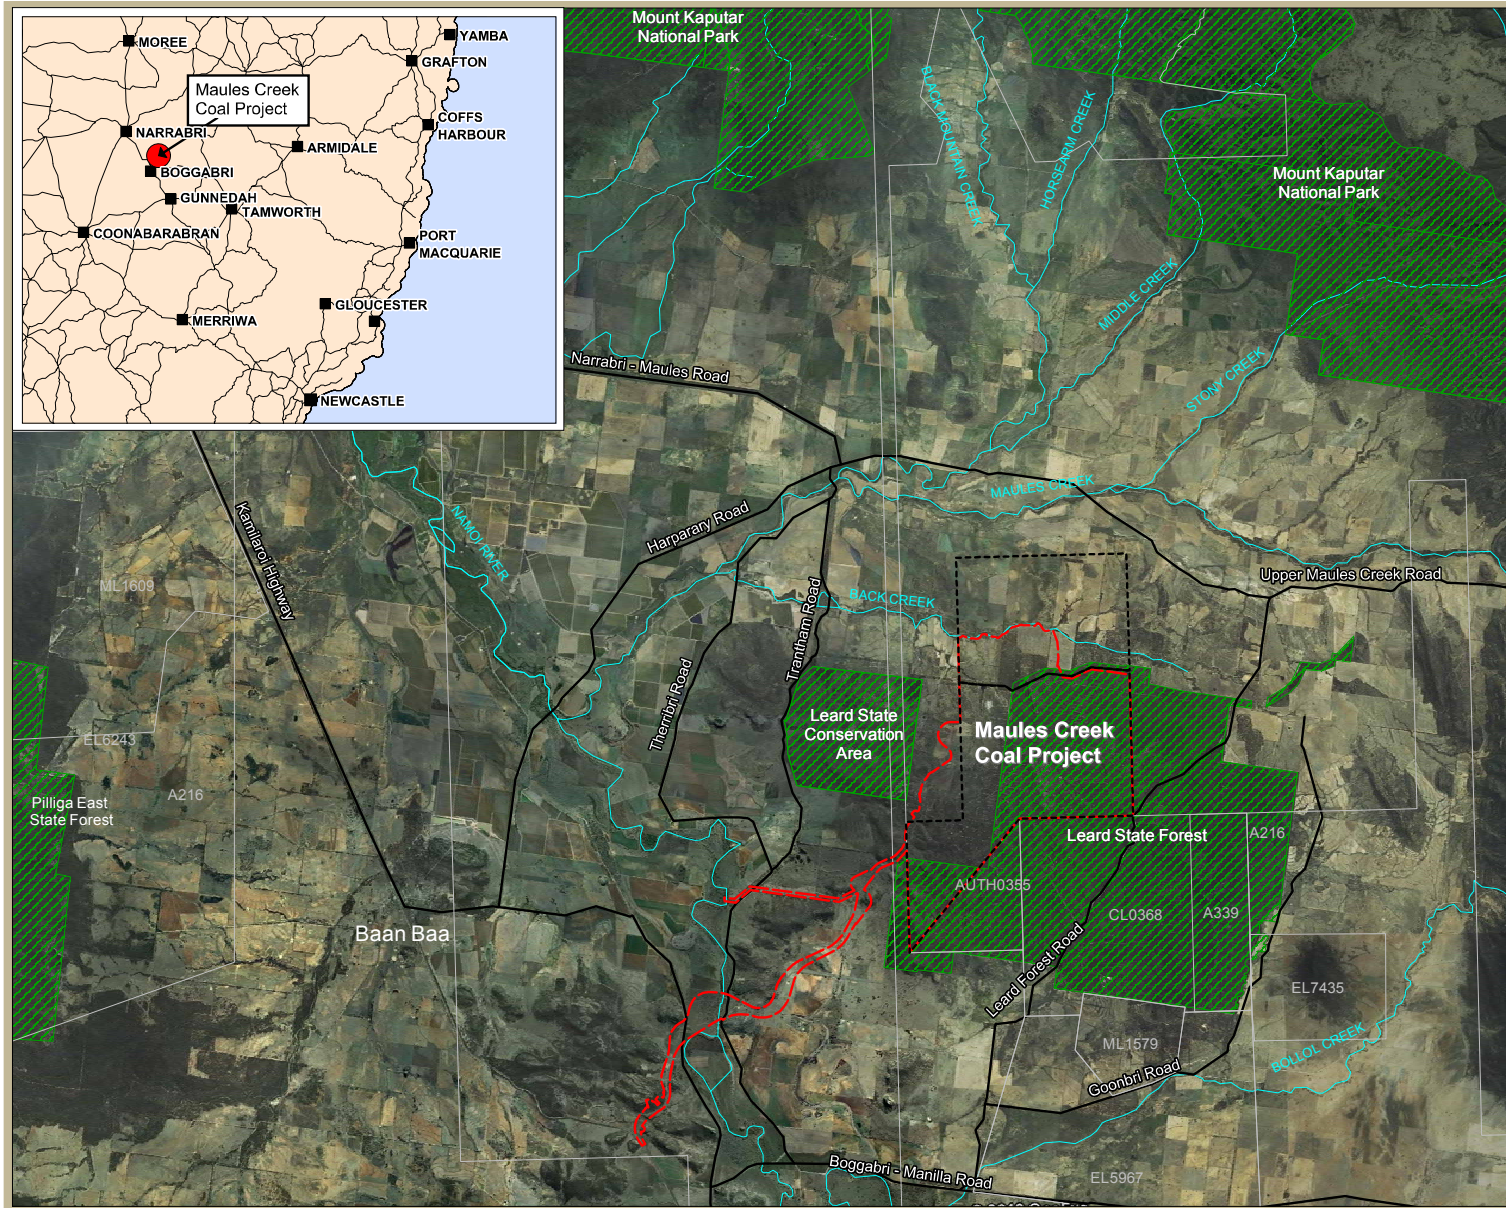 MOREE
YAMBA
GRAFTON
Maules Creek
Coal Project
COFFS
HARBOUR
NARRABRI
ARMIDALE
BOGGABRI
GUNNEDAH
TAMWORTH
COONABARABRAN
PORT
MACQUARIE
GLOUCESTER
MERRIWA
NEWCASTLE
Mount Kaputar
National Park
BLACK MOUNTAIN CREEK
HORSEARM CREEK
Mount Kaputar
National Park
MIDDLE CREEK
STONY CREEK
Narrabri - Maules Road
MAULES CREEK
Harparary Road
Kamilaroi Highway
NAMOI RIVER
Upper Maules Creek Road
ML1609
BACK CREEK
Trantham Road
Therribri Road
Leard State
Conservation
Area
Maules Creek
Coal Project
EL6243
A216
Pilliga East
State Forest
Leard State Forest
A216
AUTH0355
CL0368
A339
Baan Baa
Leard Forest Road
EL7435
ML1579
BOLLOL CREEK
Goonbri Road
Boggabri - Manilla Road
EL5967